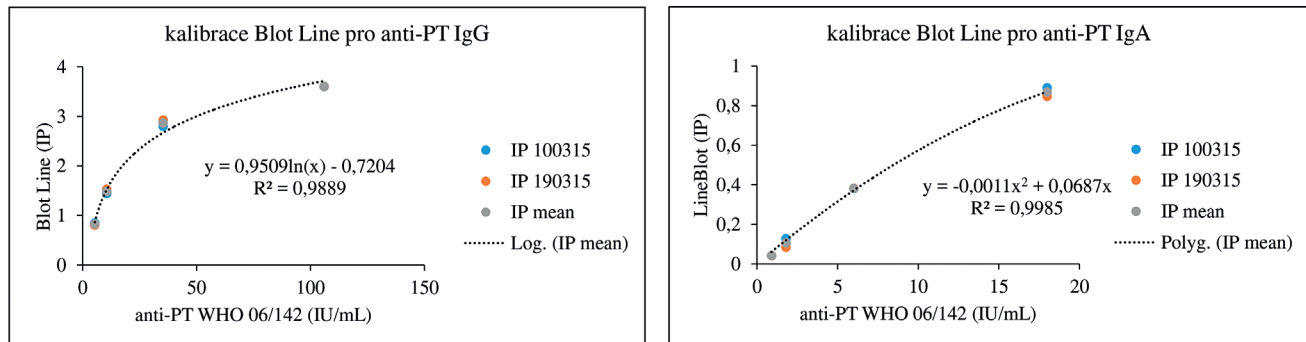 kalibrace Blot Line pro anti-PT IgG
4
3
2
1
0
Blot Line (IP)
y = 0,9509ln(x) - 0,7204
R² = 0,9889
0
50
100
150
anti-PT WHO 06/142 (IU/mL)
IP 100315
IP 190315
IP mean
Log. (IP mean)
kalibrace Blot Line pro anti-PT IgA
1
0,8
0,6
0,4
0,2
0
LineBlot (IP)
y = -0,0011x² + 0,0687x
R² = 0,9985
0
5
10
15
20
anti-PT WHO 06/142 (IU/mL)
IP 100315
IP 190315
IP mean
Polyg. (IP mean)